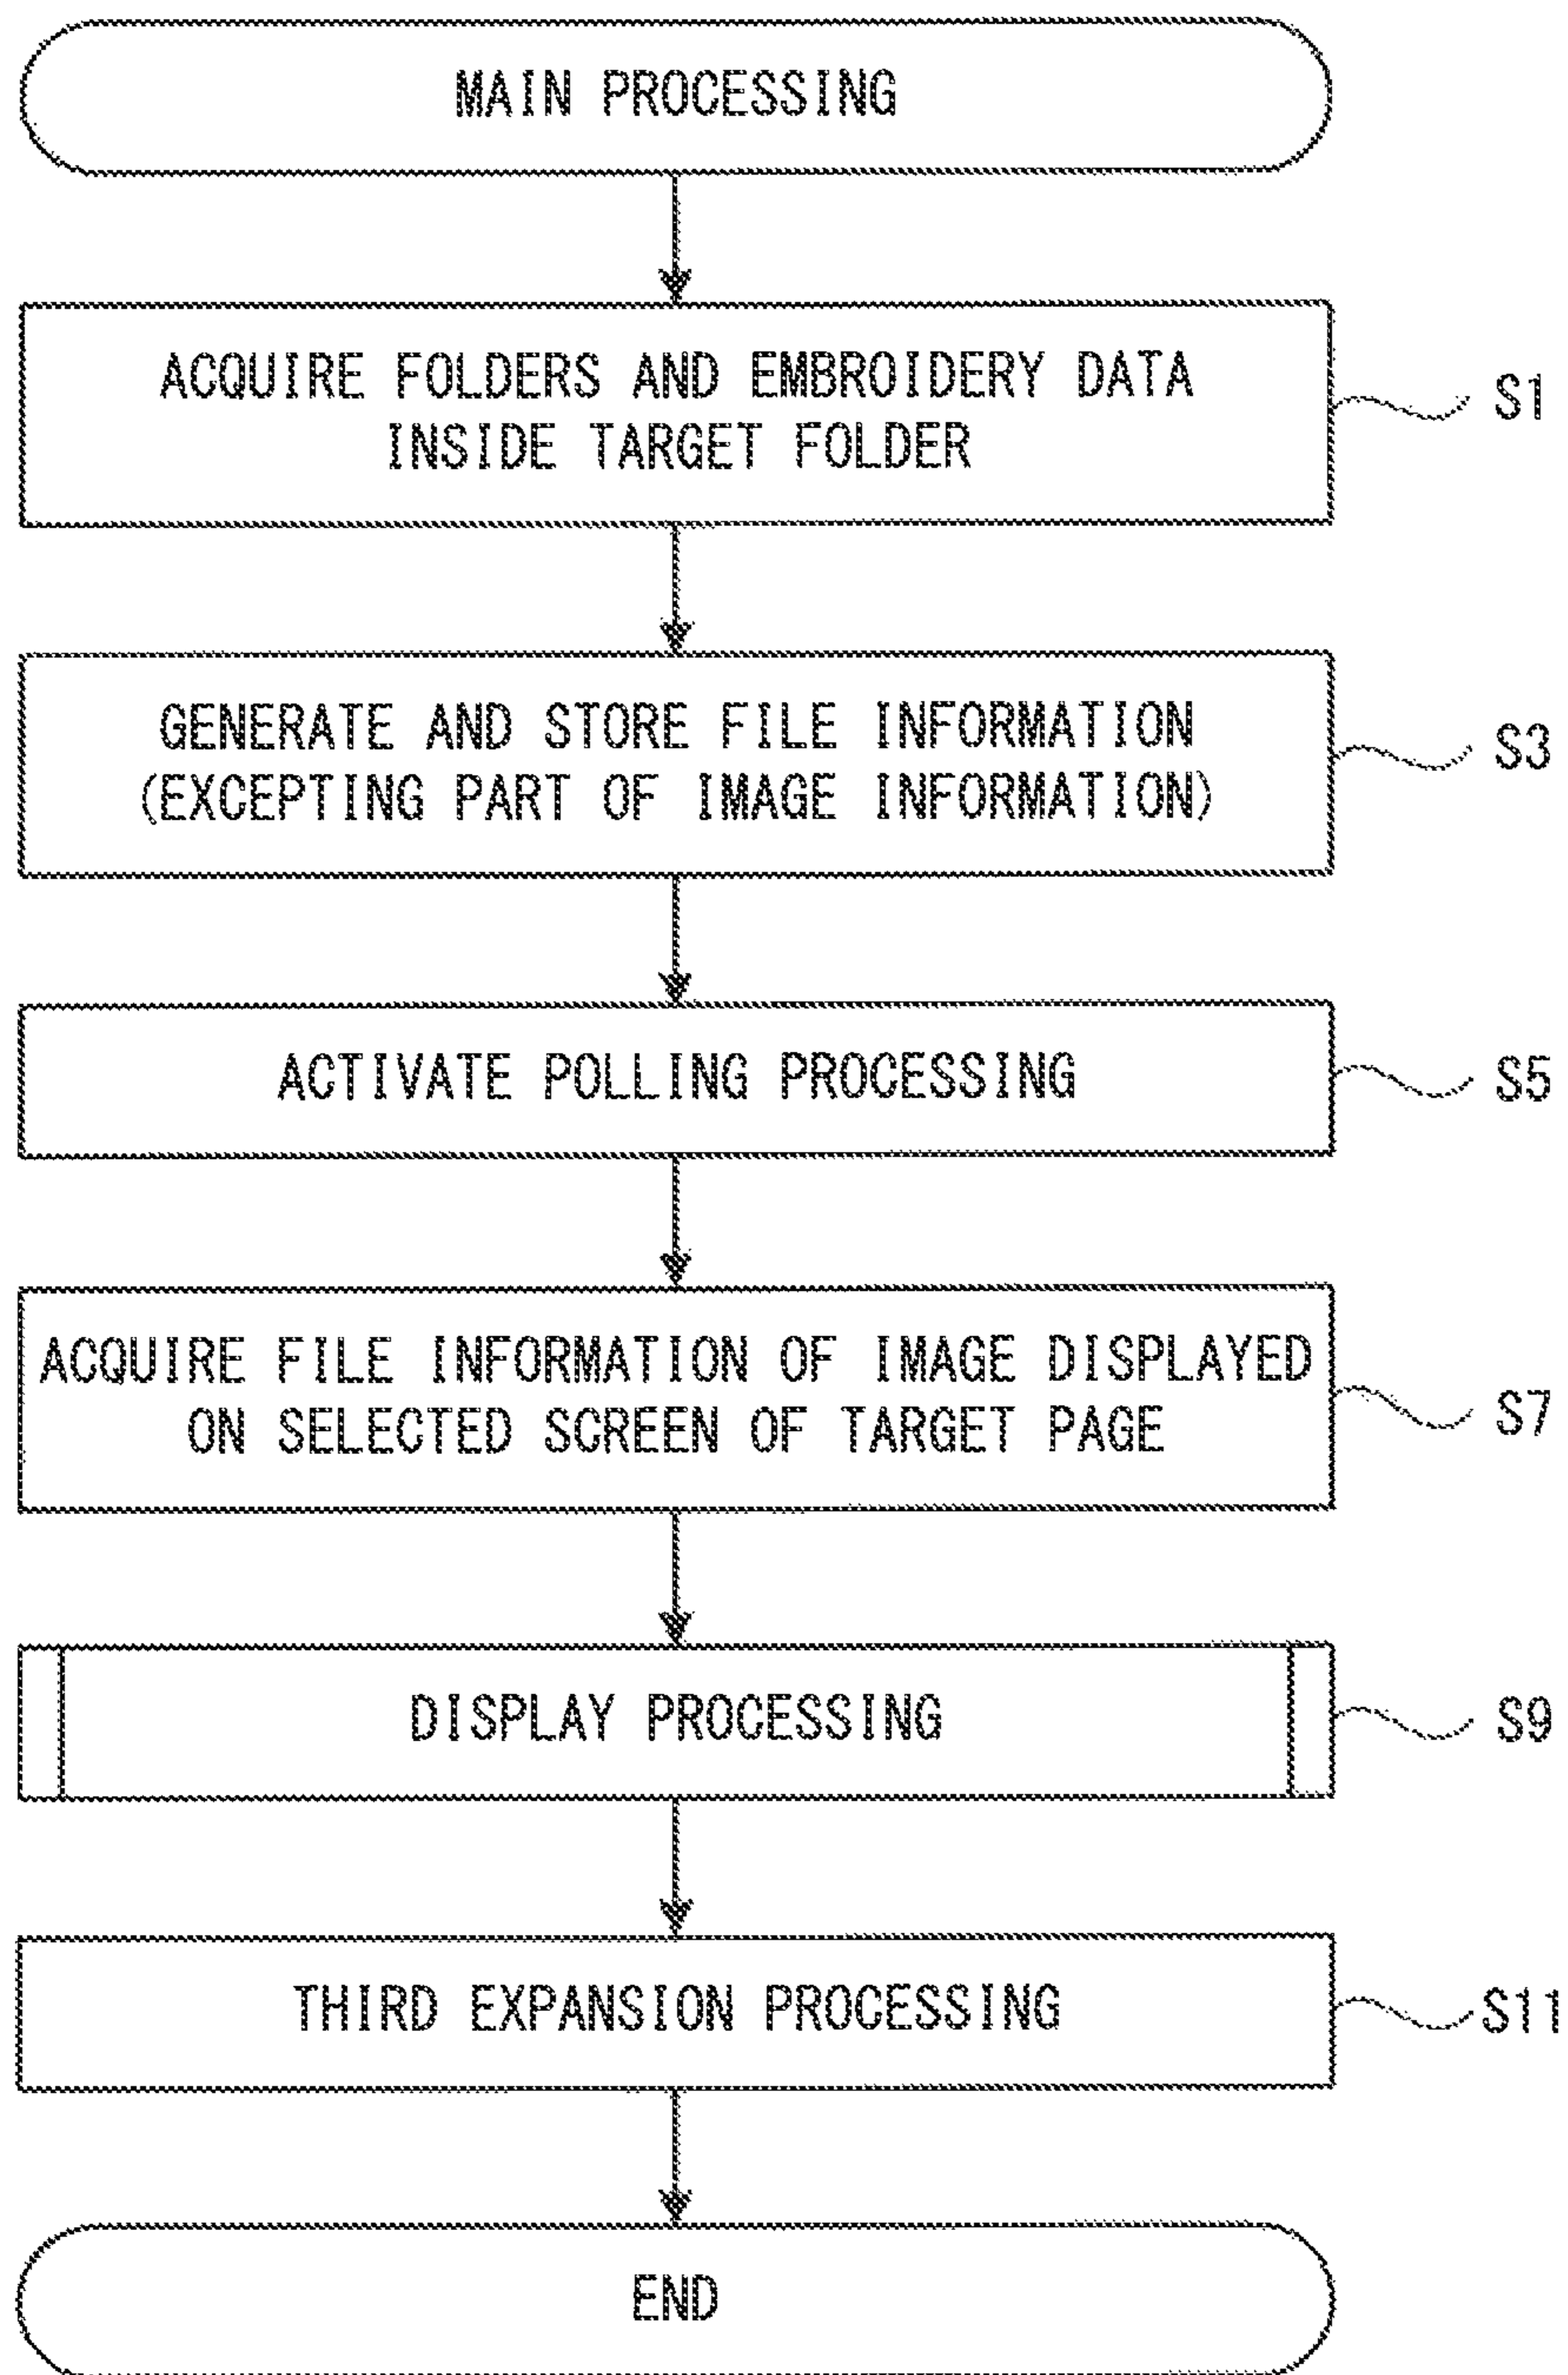 MAIN PROCESSING
ACQUIRE FOLDERS AND EMBROIDERY DATA
INSIDE TARGET FOLDER
S1
GENERATE AND STORE FILE INFORMATION
(EXCEPTING PART OF IMAGE INFORMATION)
S3
ACTIVATE POLLING PROCESSING
S5
ACQUIRE FILE INFORMATION OF IMAGE DISPLAYED
ON SELECTED SCREEN OF TARGET PAGE
S7
DISPLAY PROCESSING
S9
THIRD EXPANSION PROCESSING
S11
END